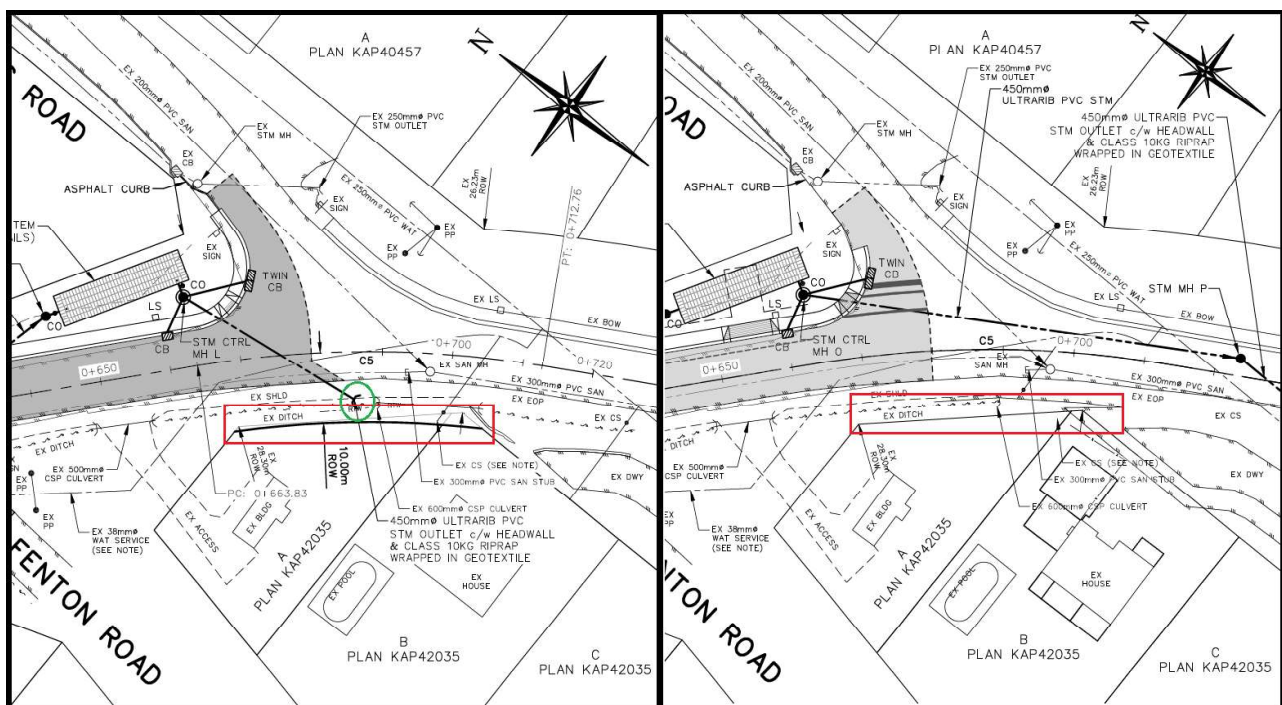 A
PLAN KAP40457
N
EX 200mmø PVC SAN
EX 250mmø PVC
STM OUTLET
EX
STM MH
EX
CB
ROAD
ASPHALT CURB
EX
SIGN
EX 250mmø PVC WAT
EX
PP
EX
PP
EX
26.23m
ROW
PT: 0+712.76
EX
SIGN
TWIN
CB
CO
LS
CO
CB
STM CTRL
MH L
EX LS
EX BOW
0+650
C5
0+700
0+720
EX SAN MH
EX 300mmø PVC SAN
EX EOP
EX SHLD
EX DITCH
EX CS
EX DITCH
EX
28.30m
ROW
10.00m
ROW
EX 500mmø
CSP CULVERT
EX
PP
PC: 0+663.83
EX CS (SEE NOTE)
EX 300mmø PVC SAN STUB
EX DWY
EX 600mmø CSP CULVERT
EX ACCESS
EX BLDG
EX 38mmø
WAT SERVICE
(SEE NOTE)
450mmø ULTRARIB PVC
STM OUTLET c/w HEADWALL
& CLASS 10KG RIPRAP
WRAPPED IN GEOTEXTILE
A
PLAN KAP42035
EX POOL
EX
HOUSE
FENTON ROAD
B
PLAN KAP42035
C
PLAN KAP42035
A
PLAN KAP40457
N
EX 200mmø PVC SAN
EX 250mmø PVC
STM OUTLET
450mmø
ULTRARIB PVC STM
450mmø ULTRARIB PVC
STM OUTLET c/w HEADWALL
& CLASS 10KG RIPRAP
WRAPPED IN GEOTEXTILE
EX
STM MH
EX
CB
OAD
ASPHALT CURB
EX
SIGN
EX 250mmø PVC WAT
EX
PP
EX
PP
EX
26.23m
ROW
EX
SIGN
TWIN
CD
CO
LS
CO
CB
STM CTRL
MH O
EX LS
STM MH P
EX BOW
0+650
C5
0+700
EX
SAN MH
EX 300mmø PVC SAN
EX EOP
EX SHLD
EX DITCH
EX CS
EX DITCH
EX
28.30m
ROW
EX 500mmø
CSP CULVERT
EX
PP
EX CS (SEE NOTE)
EX 300mmø PVC SAN STUB
EX DWY
EX 600mmø CSP CULVERT
EX ACCESS
EX BLDG
EX 38mmø
WAT SERVICE
(SEE NOTE)
A
PLAN KAP42035
EX POOL
EX
HOUSE
NTON ROAD
B
PLAN KAP42035
C
PLAN KAP42035